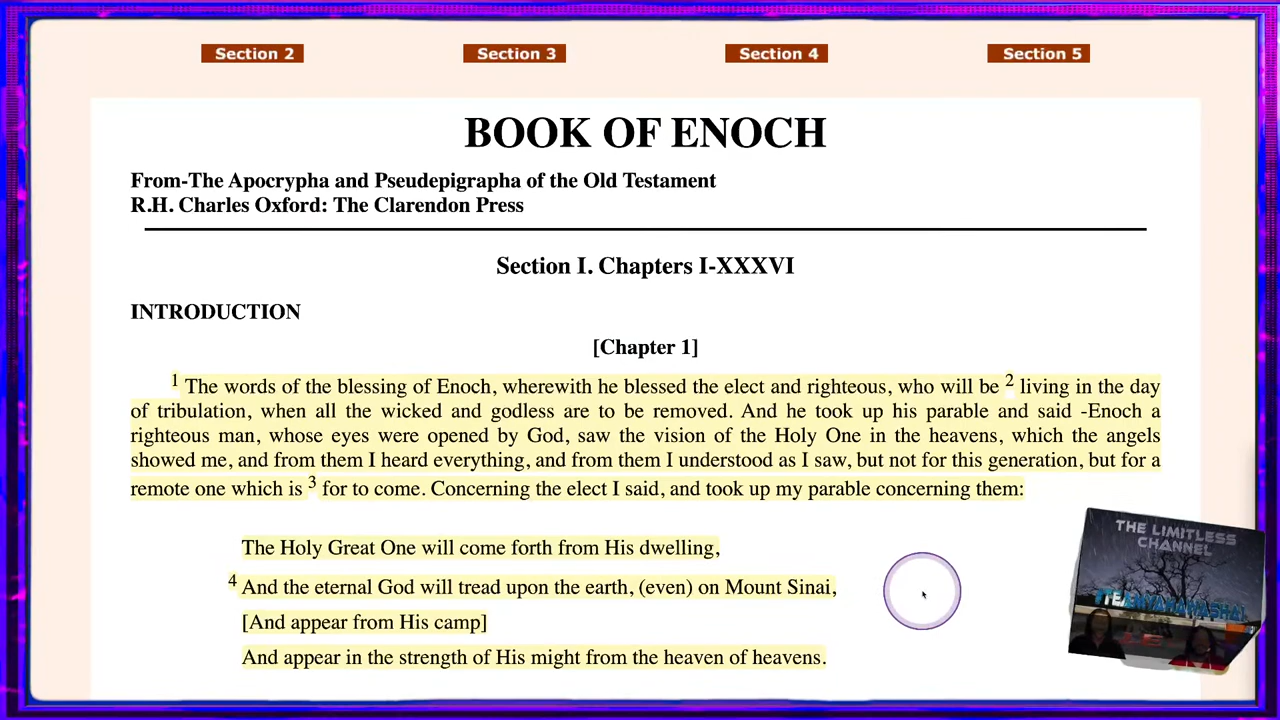 Section 2 Section 3 Section 4 Section 5
BOOK OF ENOCH
From-The Apocrypha and Pseudepigrapha of the Old Testament
R.H. Charles Oxford: The Clarendon Press
Section I. Chapters I-XXXVI
INTRODUCTION
[Chapter 1]
1 The words of the blessing of Enoch, wherewith he blessed the elect and righteous, who will be 2 living in the day
of tribulation, when all the wicked and godless are to be removed. And he took up his parable and said -Enoch a
righteous man, whose eyes were opened by God, saw the vision of the Holy One in the heavens, which the angels
showed me, and from them I heard everything, and from them I understood as I saw, but not for this generation, but for a
remote one which is 3 for to come. Concerning the elect I said, and took up my parable concerning them:
The Holy Great One will come forth from His dwelling,
4 And the eternal God will tread upon the earth, (even) on Mount Sinai,
[And appear from His camp]
And appear in the strength of His might from the heaven of heavens.
THE LIMITLESS
CHANNEL